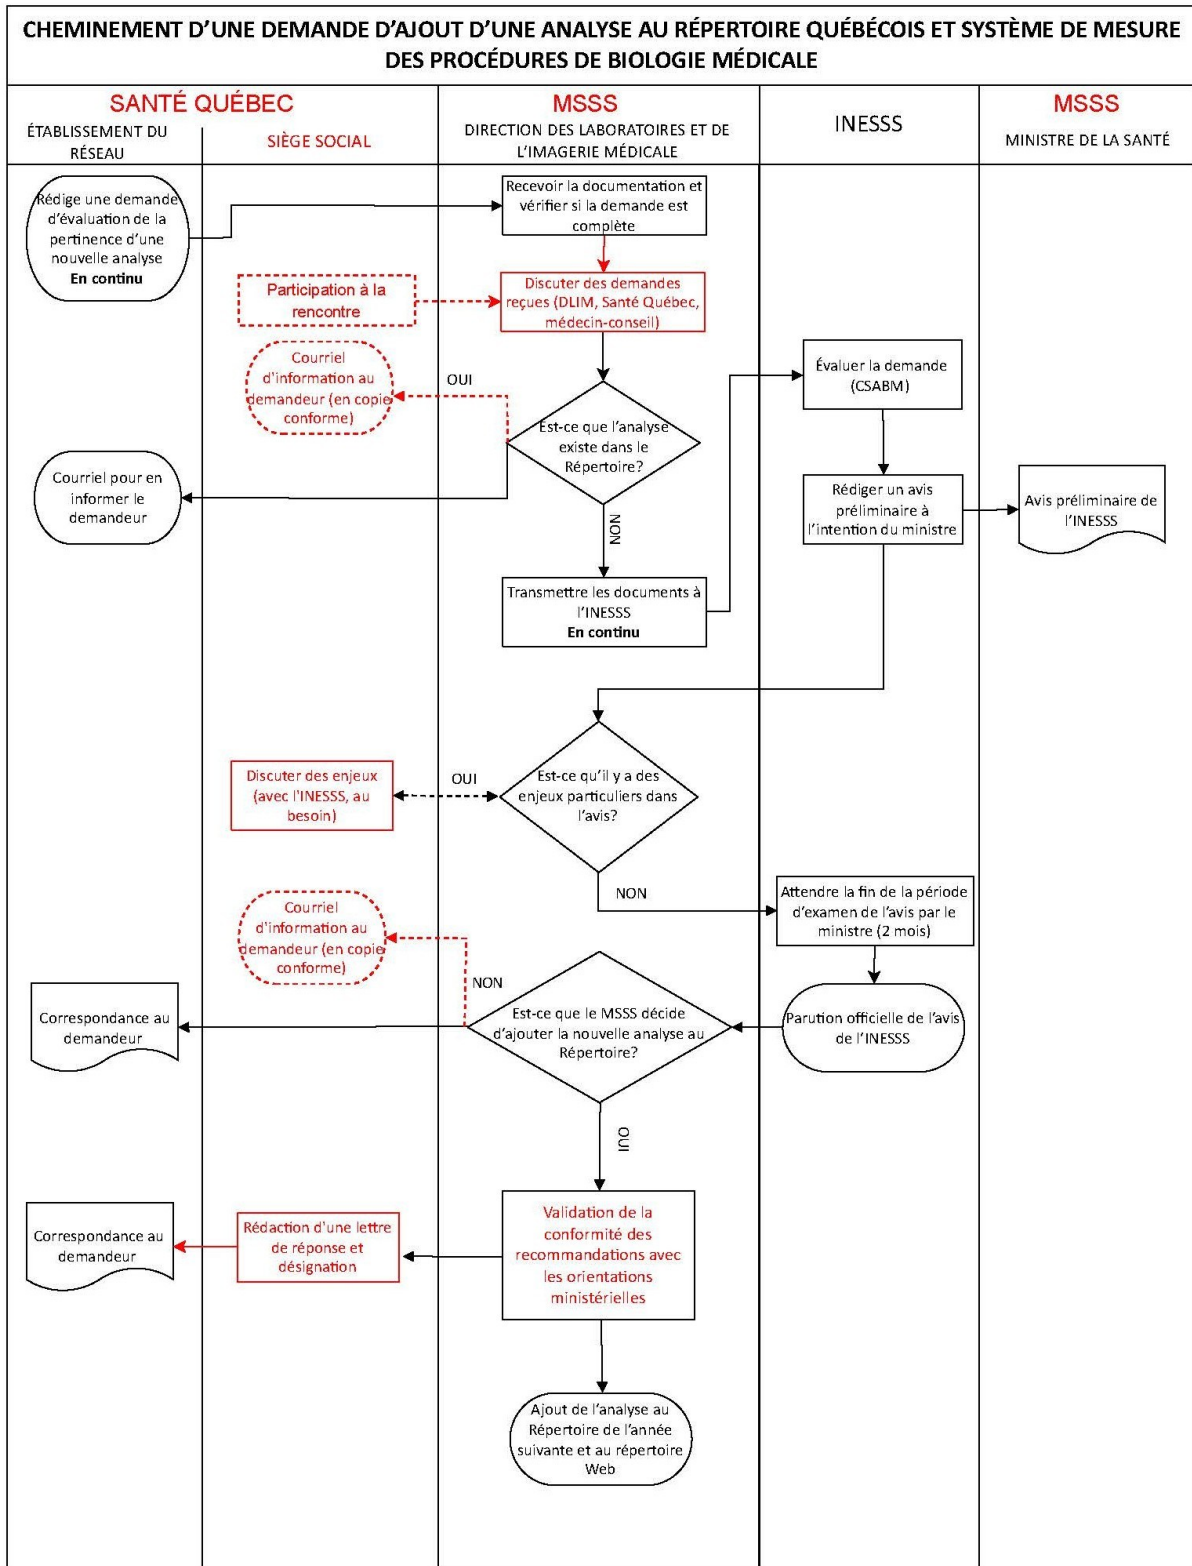 CHEMINEMENT D'UNE DEMANDE D'AJOUT D'UNE ANALYSE AU RÉPERTOIRE QUÉBÉCOIS ET SYSTÈME DE MESURE
DES PROCÉDURES DE BIOLOGIE MÉDICALE
SANTÉ QUÉBEC
ÉTABLISSEMENT DU
RÉSEAU
SIÈGE SOCIAL
MSSS
DIRECTION DES LABORATOIRES ET DE
L'IMAGERIE MÉDICALE
INESSS
MSSS
MINISTRE DE LA SANTÉ
Rédige une demande
d'évaluation de la
pertinence d'une
nouvelle analyse
En continu
Recevoir la documentation et
vérifier si la demande est
complète
Participation à la
rencontre
Discuter des demandes
reçues (DLIM, Santé Québec,
médecin-conseil)
Courriel
d'information au
demandeur (en copie
conforme)
OUI
Est-ce que l'analyse
existe dans le
Répertoire?
Évaluer la demande
(CSABM)
Courriel pour en
informer le
demandeur
NON
Rédiger un avis
préliminaire à
l'intention du ministre
Avis préliminaire de
l'INESSS
Transmettre les documents à
l'INESSS
En continu
Discuter des enjeux
(avec l'INESSS, au
besoin)
OUI
Est-ce qu'il y a des
enjeux particuliers dans
l'avis?
NON
Attendre la fin de la période
d'examen de l'avis par le
ministre (2 mois)
Courriel
d'information au
demandeur (en copie
conforme)
NON
Correspondance au
demandeur
Est-ce que le MSSS décide
d'ajouter la nouvelle analyse au
Répertoire?
Parution officielle de l'avis
de l'INESSS
OUI
Correspondance au
demandeur
Rédaction d'une lettre
de réponse et
désignation
Validation de la
conformité des
recommandations avec
les orientations
ministérielles
Ajout de l'analyse au
Répertoire de l'année
suivante et au répertoire
Web